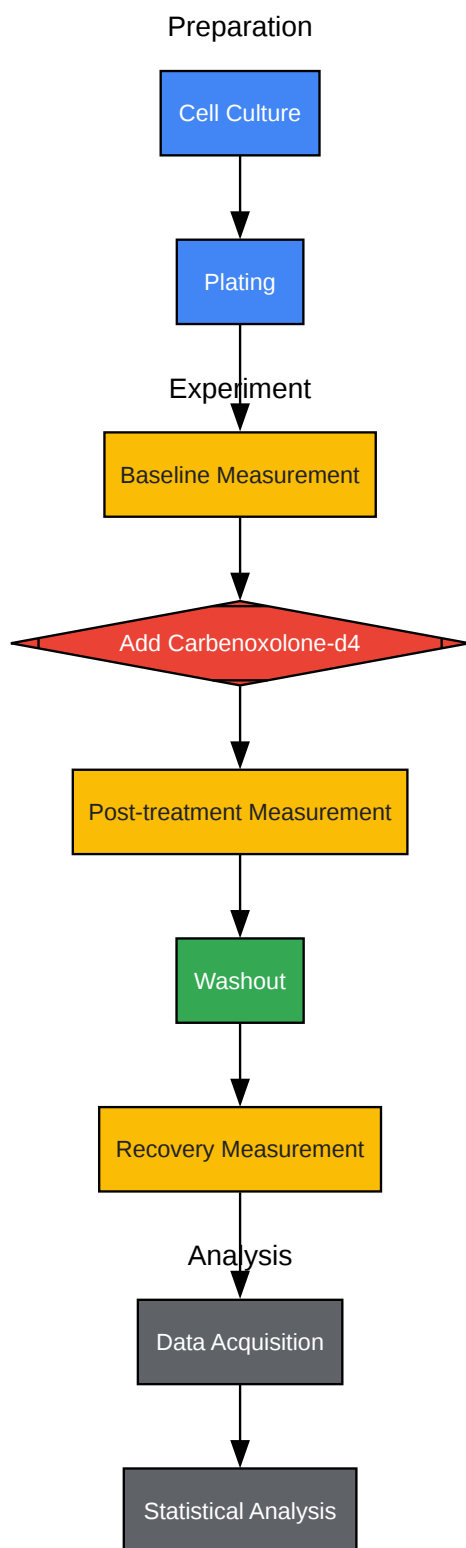 Preparation
Cell Culture
Plating
Experiment
Baseline Measurement
Add Carbenoxolone-d4
Post-treatment Measurement
Washout
Recovery Measurement
Analysis
Data Acquisition
Statistical Analysis